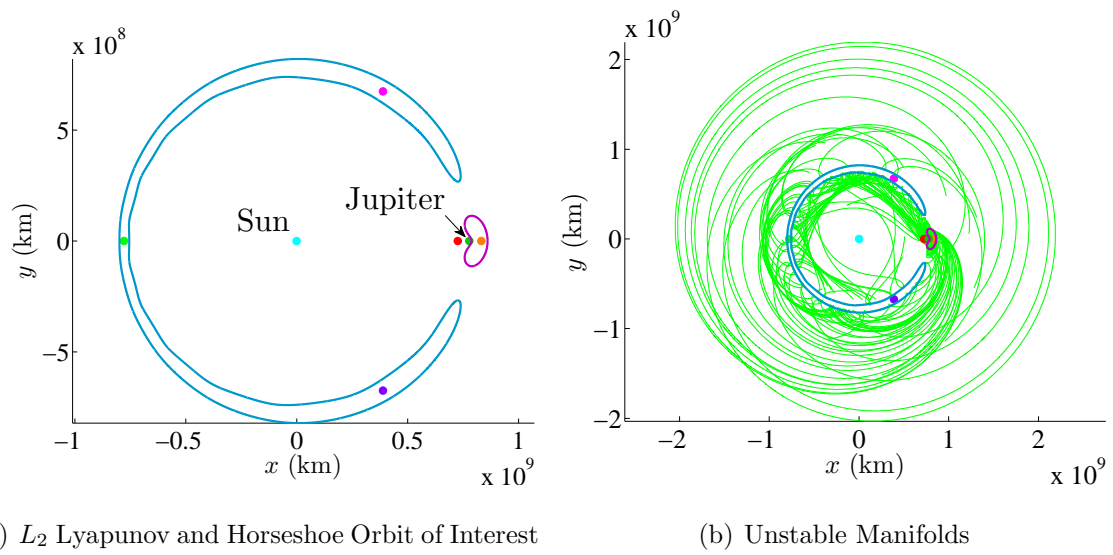 x 10^8
5
0
−5
y (km)
Sun
Jupiter
−1
−0.5
0
0.5
1
x (km)
x 10^9
) L_2 Lyapunov and Horseshoe Orbit of Interest
x 10^9
2
1
0
−1
−2
y (km)
−2
−1
0
1
2
x (km)
x 10^9
(b) Unstable Manifolds